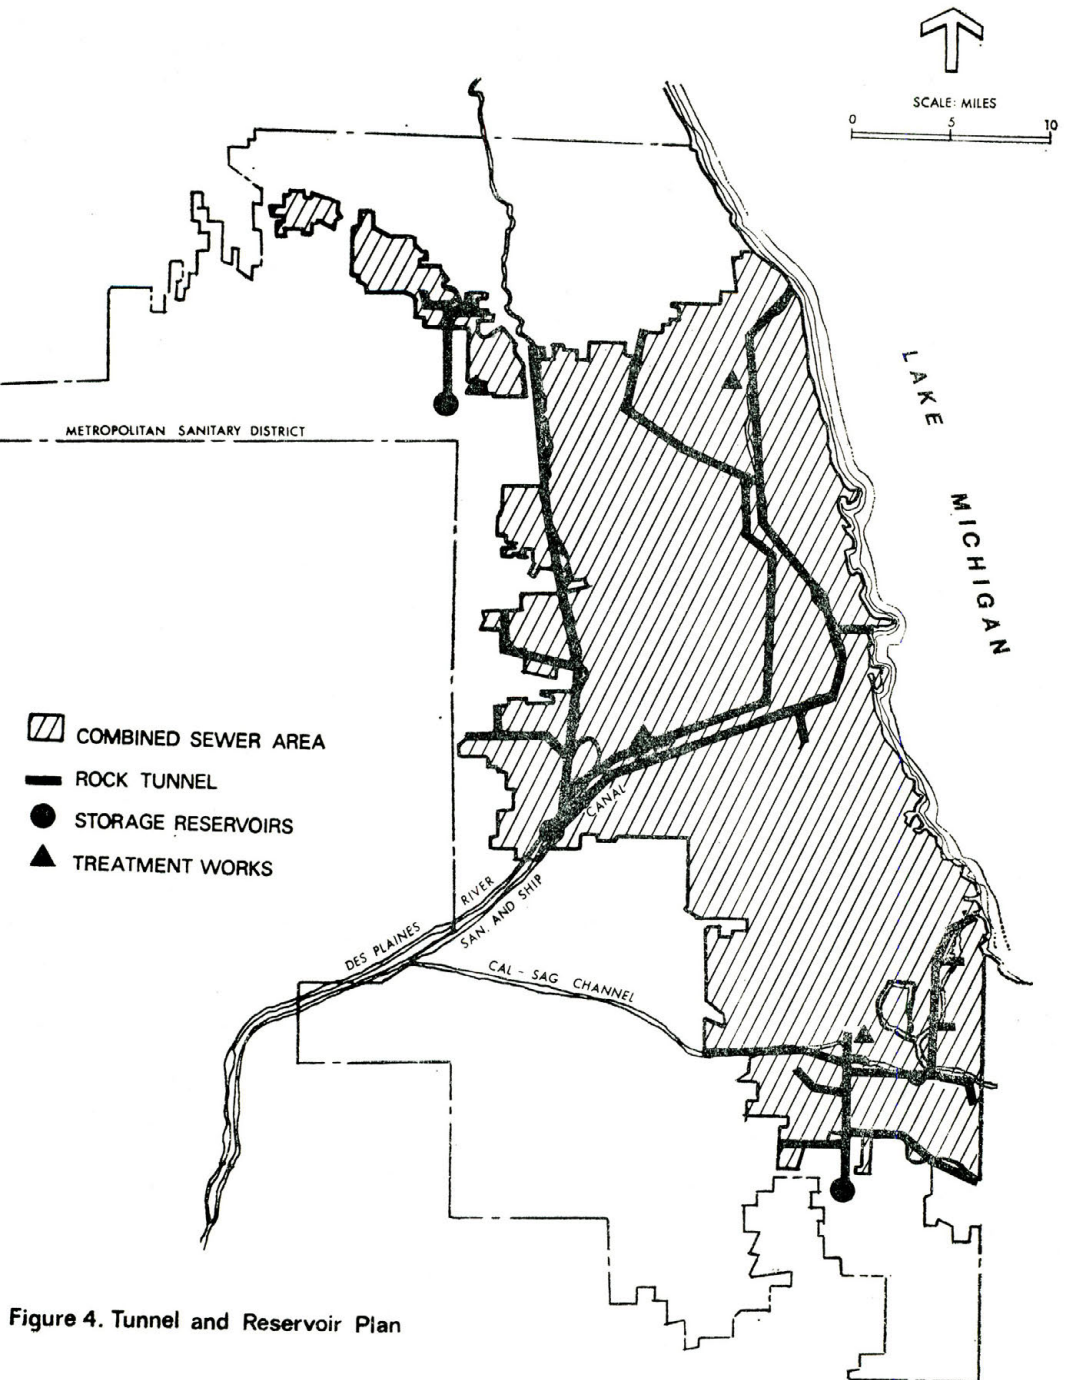 SCALE: MILES
0 5 10
LAKE
MICHIGAN
METROPOLITAN SANITARY DISTRICT
COMBINED SEWER AREA
ROCK TUNNEL
STORAGE RESERVOIRS
TREATMENT WORKS
CANAL
SAN. AND SHIP
DES PLAINES RIVER
CAL-SAG CHANNEL
Figure 4. Tunnel and Reservoir Plan